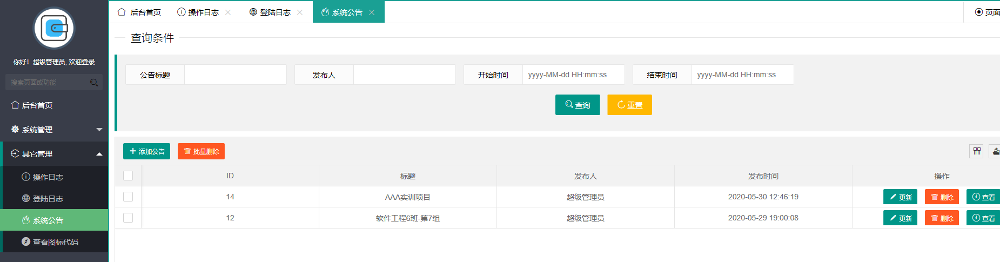 后台首页 操作日志 登陆日志 系统公告 页面
你好！超级管理员, 欢迎登录
搜索页面或功能
后台首页
系统管理
其它管理
操作日志
登陆日志
系统公告
查看图标代码
查询条件
公告标题 发布人 开始时间 yyyy-MM-dd HH:mm:ss 结束时间 yyyy-MM-dd HH:mm:ss
查询 重置
添加公告 批量删除
ID 标题 发布人 发布时间 操作
14 AAA实训项目 超级管理员 2020-05-30 12:46:19 更新 删除 查看
12 软件工程6班-第7组 超级管理员 2020-05-29 19:00:08 更新 删除 查看